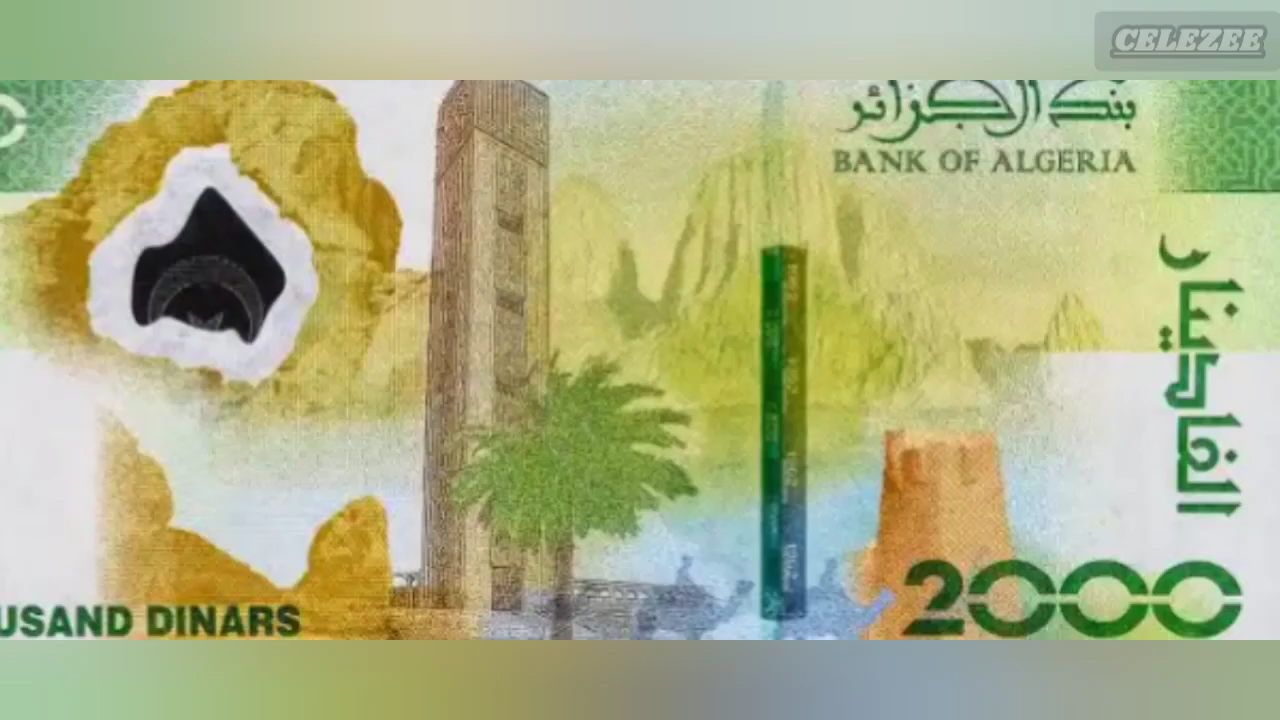 CELEZEE
بنك الجزائر
BANK OF ALGERIA
ألفا دينار
USAND DINARS
2000